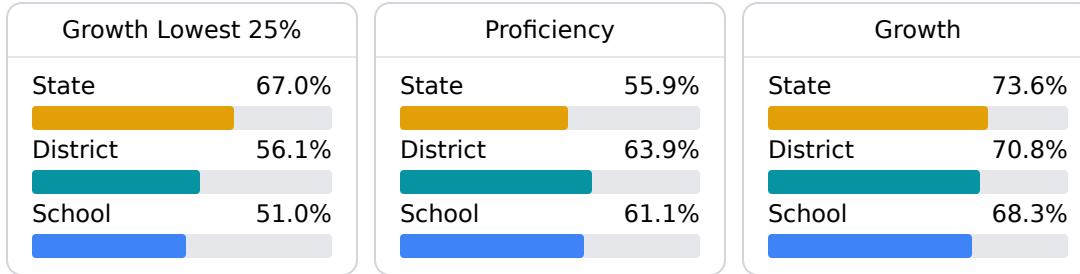 Growth Lowest 25%
State 67.0%
District 56.1%
School 51.0%
Proficiency
State 55.9%
District 63.9%
School 61.1%
Growth
State 73.6%
District 70.8%
School 68.3%